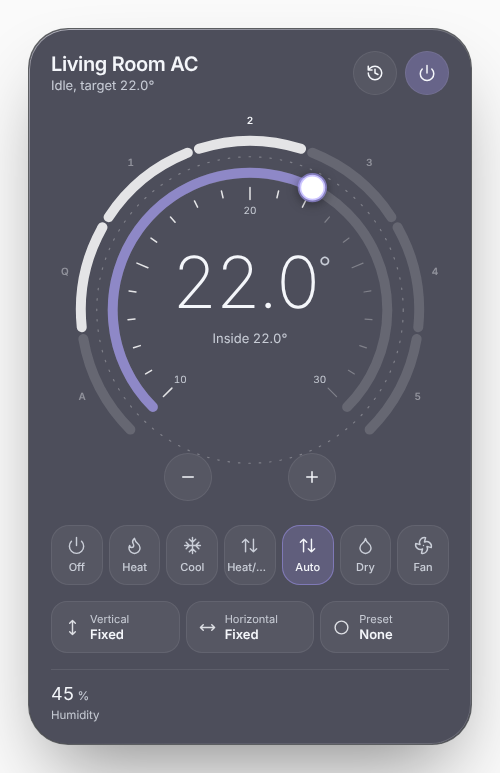 Living Room AC
Idle, target 22.0°
2
1
3
20
Q
4
22.0°
Inside 22.0°
10
30
A
5
Off
Heat
Cool
Heat/...
Auto
Dry
Fan
Vertical
Fixed
Horizontal
Fixed
Preset
None
45 %
Humidity